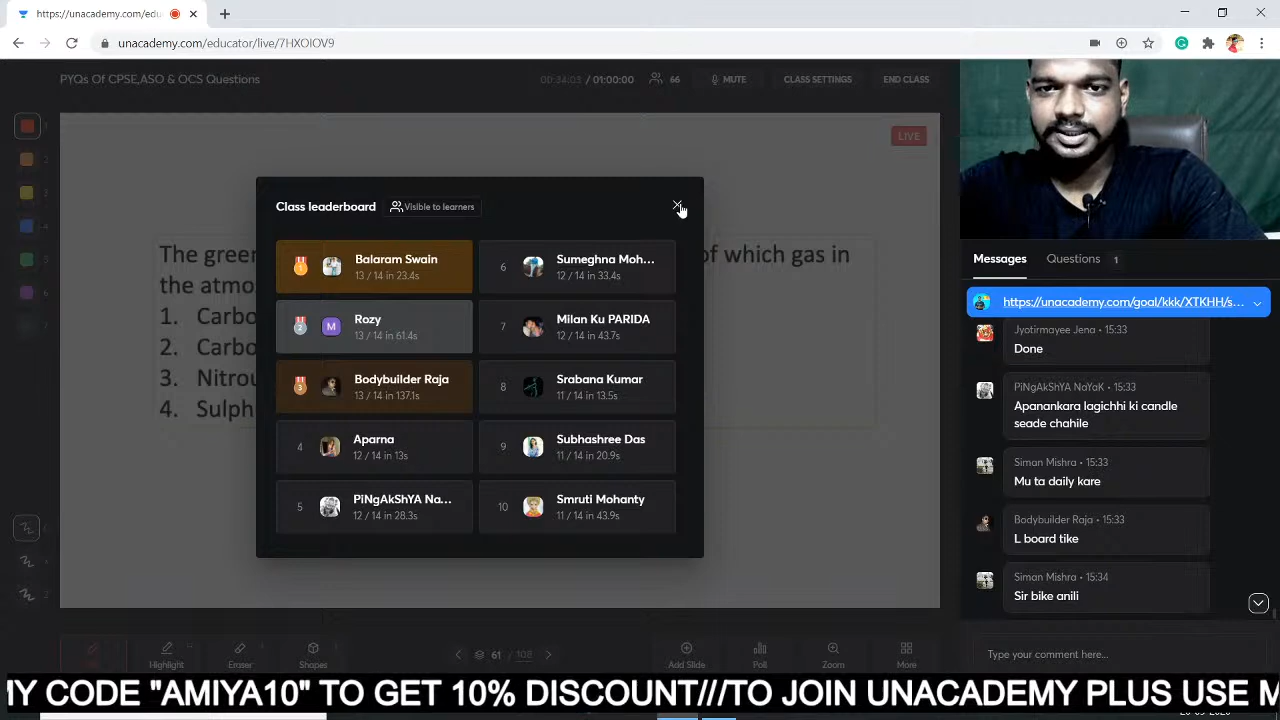 https://unacademy.com/edu
unacademy.com/educator/live/7HXOIOV9
PYQs Of CPSE,ASO & OCS Questions
00:34:03 / 01:00:00
66
MUTE
CLASS SETTINGS
END CLASS
LIVE
Class leaderboard
Visible to learners
The green
of which gas in
the atmo
1. Carbo
2. Carbo
3. Nitrou
4. Sulph
1
Balaram Swain
13 / 14 in 23.4s
2
M
Rozy
13 / 14 in 61.4s
3
Bodybuilder Raja
13 / 14 in 137.1s
4
Aparna
12 / 14 in 13s
5
PiNgAkShYA Na...
12 / 14 in 28.3s
6
Sumeghna Moh...
12 / 14 in 33.4s
7
Milan Ku PARIDA
12 / 14 in 43.7s
8
Srabana Kumar
11 / 14 in 13.5s
9
Subhashree Das
11 / 14 in 20.9s
10
Smruti Mohanty
11 / 14 in 43.9s
Messages
Questions
1
https://unacademy.com/goal/kkk/XTKHH/s...
Jyotirmayee Jena • 15:33
Done
PiNgAkShYA NaYaK • 15:33
Apanankara lagichhi ki candle
seade chahile
Siman Mishra • 15:33
Mu ta daily kare
Bodybuilder Raja • 15:33
L board tike
Siman Mishra • 15:34
Sir bike anili
Type your comment here...
Highlight
Eraser
Shapes
61 / 108
Add Slide
Poll
Zoom
More
MY CODE "AMIYA10" TO GET 10% DISCOUNT///TO JOIN UNACADEMY PLUS USE M